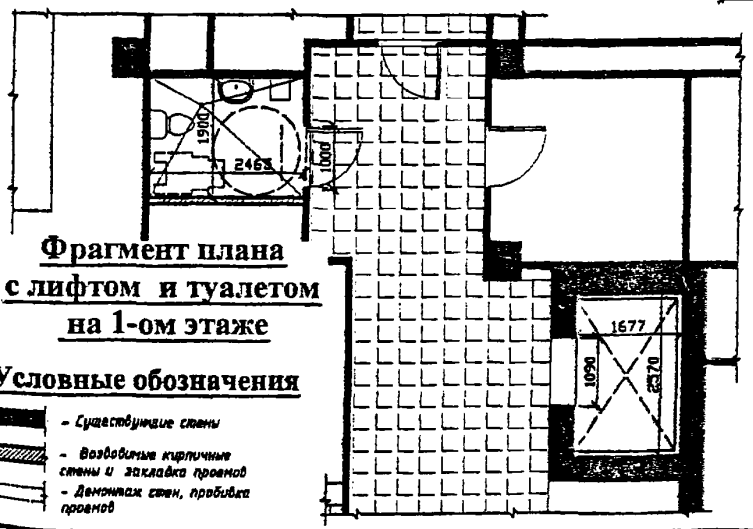 1900
2465
1000
Фрагмент плана
с лифтом и туалетом
на 1-ом этаже
1677
1090
2370
Условные обозначения
- Существующие стены
- Возводимые кирпичные
стены и закладка проемов
- Демонтаж стен, пробивка
проемов